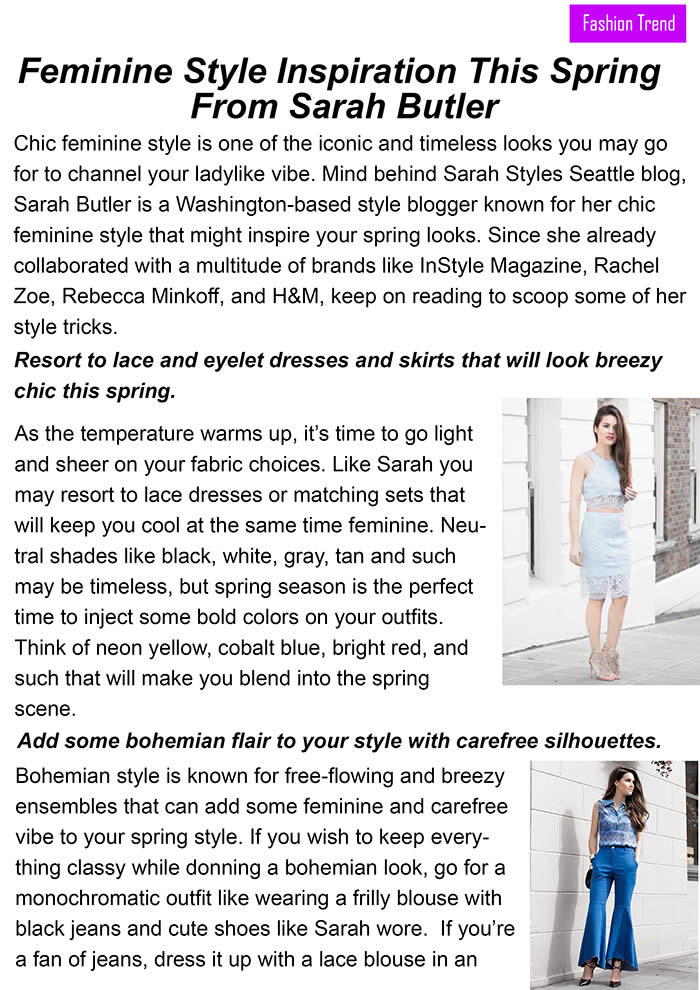 Fashion Trend
Feminine Style Inspiration This Spring
From Sarah Butler
Chic feminine style is one of the iconic and timeless looks you may go
for to channel your ladylike vibe. Mind behind Sarah Styles Seattle blog,
Sarah Butler is a Washington-based style blogger known for her chic
feminine style that might inspire your spring looks. Since she already
collaborated with a multitude of brands like InStyle Magazine, Rachel
Zoe, Rebecca Minkoff, and H&M, keep on reading to scoop some of her
style tricks.
Resort to lace and eyelet dresses and skirts that will look breezy
chic this spring.
As the temperature warms up, it’s time to go light
and sheer on your fabric choices. Like Sarah you
may resort to lace dresses or matching sets that
will keep you cool at the same time feminine. Neu-
tral shades like black, white, gray, tan and such
may be timeless, but spring season is the perfect
time to inject some bold colors on your outfits.
Think of neon yellow, cobalt blue, bright red, and
such that will make you blend into the spring
scene.
Add some bohemian flair to your style with carefree silhouettes.
Bohemian style is known for free-flowing and breezy
ensembles that can add some feminine and carefree
vibe to your spring style. If you wish to keep every-
thing classy while donning a bohemian look, go for a
monochromatic outfit like wearing a frilly blouse with
black jeans and cute shoes like Sarah wore.  If you’re
a fan of jeans, dress it up with a lace blouse in an